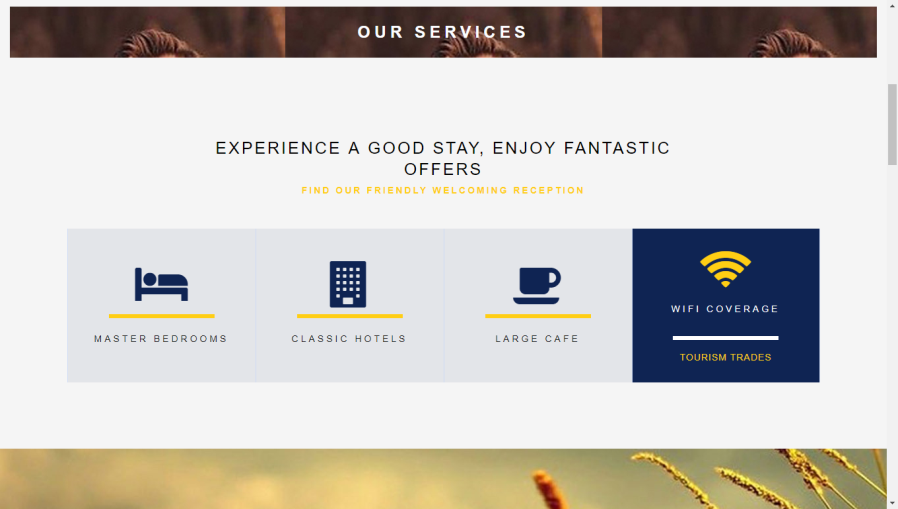 OUR SERVICES
EXPERIENCE A GOOD STAY, ENJOY FANTASTIC
OFFERS
FIND OUR FRIENDLY WELCOMING RECEPTION
MASTER BEDROOMS
CLASSIC HOTELS
LARGE CAFE
WIFI COVERAGE
TOURISM TRADES